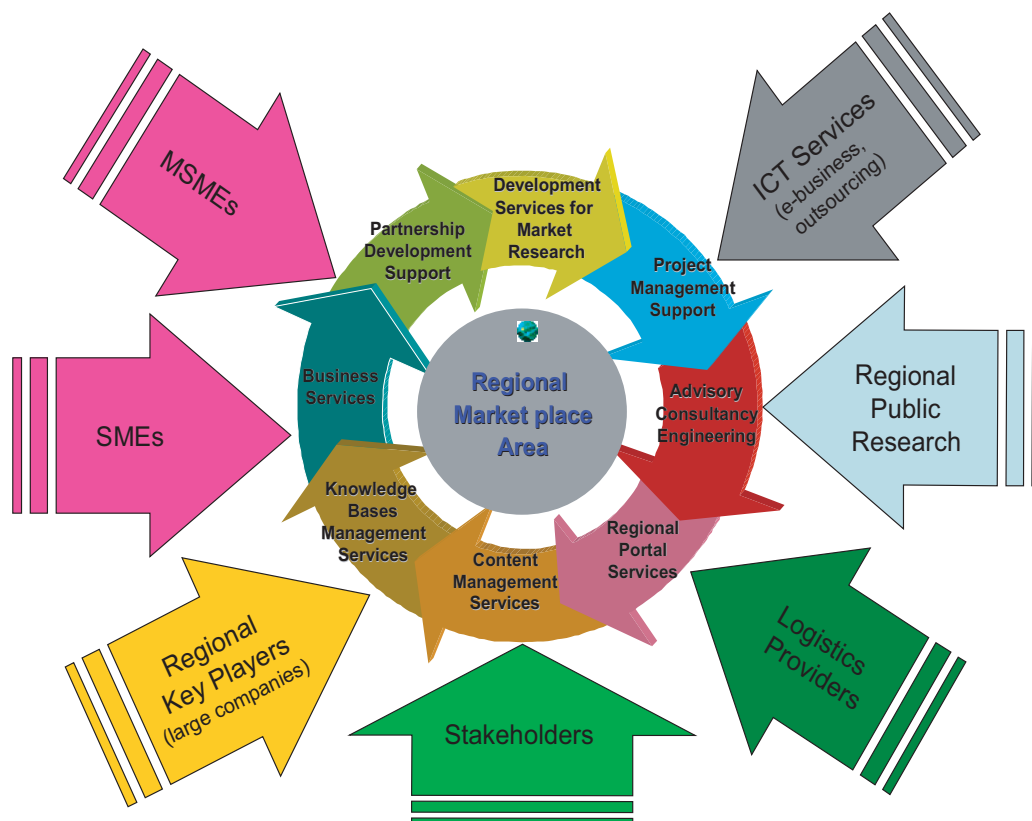 MSMEs
ICT Services
(e-business,
outsourcing)
Development
Services for
Market
Research
Partnership
Development
Support
Project
Management
Support
Business
Services
Regional
Market place
Area
Advisory
Consultancy
Engineering
SMEs
Regional
Public
Research
Knowledge
Bases
Management
Services
Content
Management
Services
Regional
Portal
Services
Regional
Key Players
(large companies)
Stakeholders
Logistics
Providers